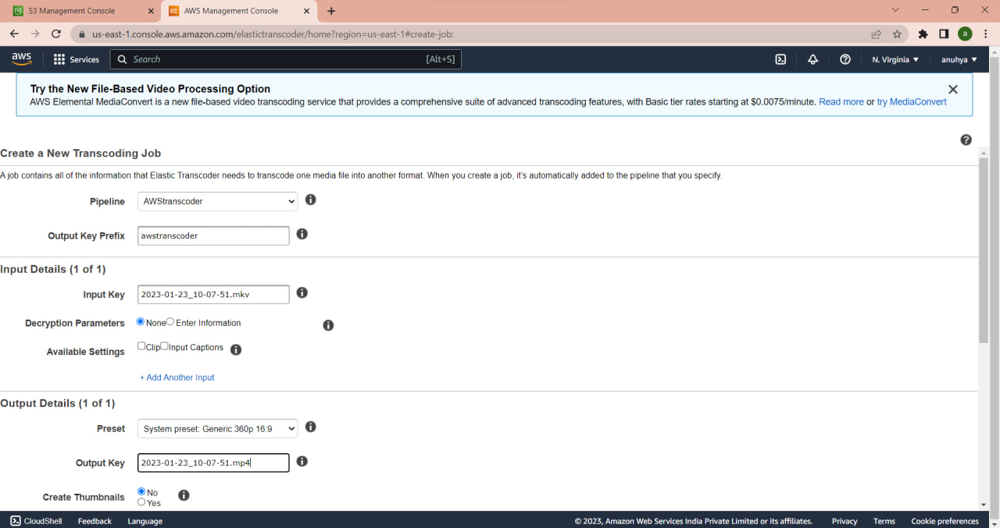 S3 Management Console
AWS Management Console
us-east-1.console.aws.amazon.com/elastictranscoder/home?region=us-east-1#create-job:
a
aws
Services
Search
[Alt+S]
N. Virginia
anuhya
Try the New File-Based Video Processing Option
AWS Elemental MediaConvert is a new file-based video transcoding service that provides a comprehensive suite of advanced transcoding features, with Basic tier rates starting at $0.0075/minute. Read more or try MediaConvert
Create a New Transcoding Job
A job contains all of the information that Elastic Transcoder needs to transcode one media file into another format. When you create a job, it's automatically added to the pipeline that you specify.
Pipeline
AWStranscoder
Output Key Prefix
awstranscoder
Input Details (1 of 1)
Input Key
2023-01-23_10-07-51.mkv
Decryption Parameters
None Enter Information
Available Settings
Clip Input Captions
+ Add Another Input
Output Details (1 of 1)
Preset
System preset: Generic 360p 16:9
Output Key
2023-01-23_10-07-51.mp4
Create Thumbnails
No
Yes
CloudShell
Feedback
Language
© 2023, Amazon Web Services India Private Limited or its affiliates.
Privacy
Terms
Cookie preferences